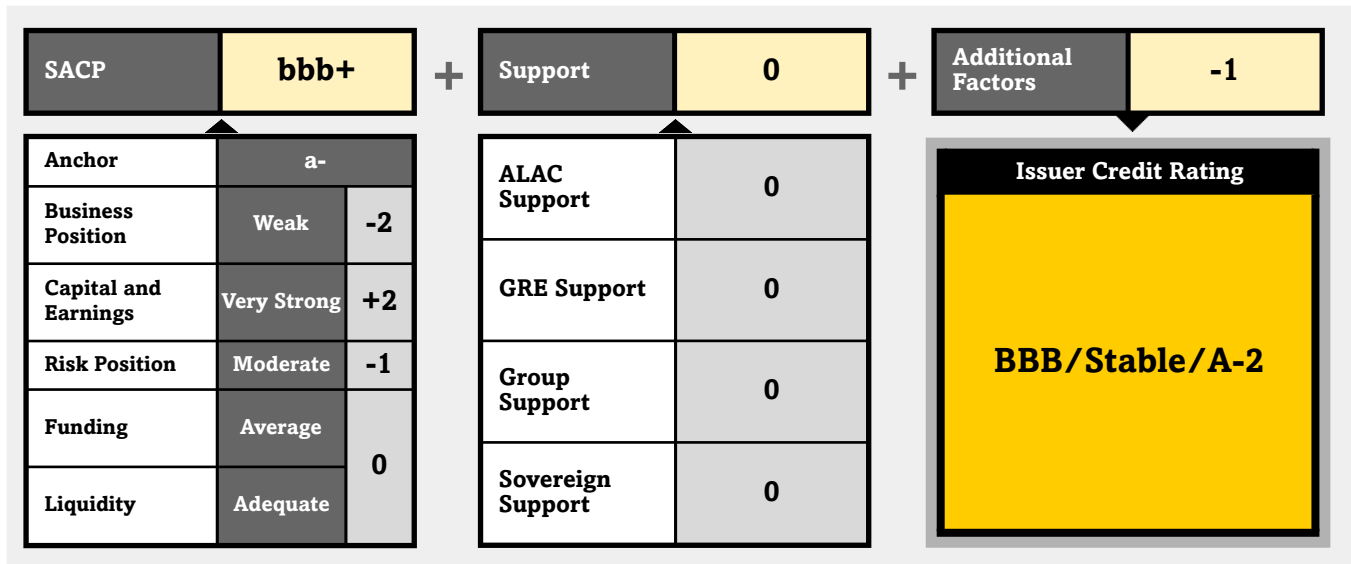 SACP
bbb+
+
Support
0
+
Additional
Factors
-1
Anchor
a-
Business
Position
Weak
-2
Capital and
Earnings
Very Strong
+2
Risk Position
Moderate
-1
Funding
Average
0
Liquidity
Adequate
ALAC
Support
0
GRE Support
0
Group
Support
0
Sovereign
Support
0
Issuer Credit Rating
BBB/Stable/A-2